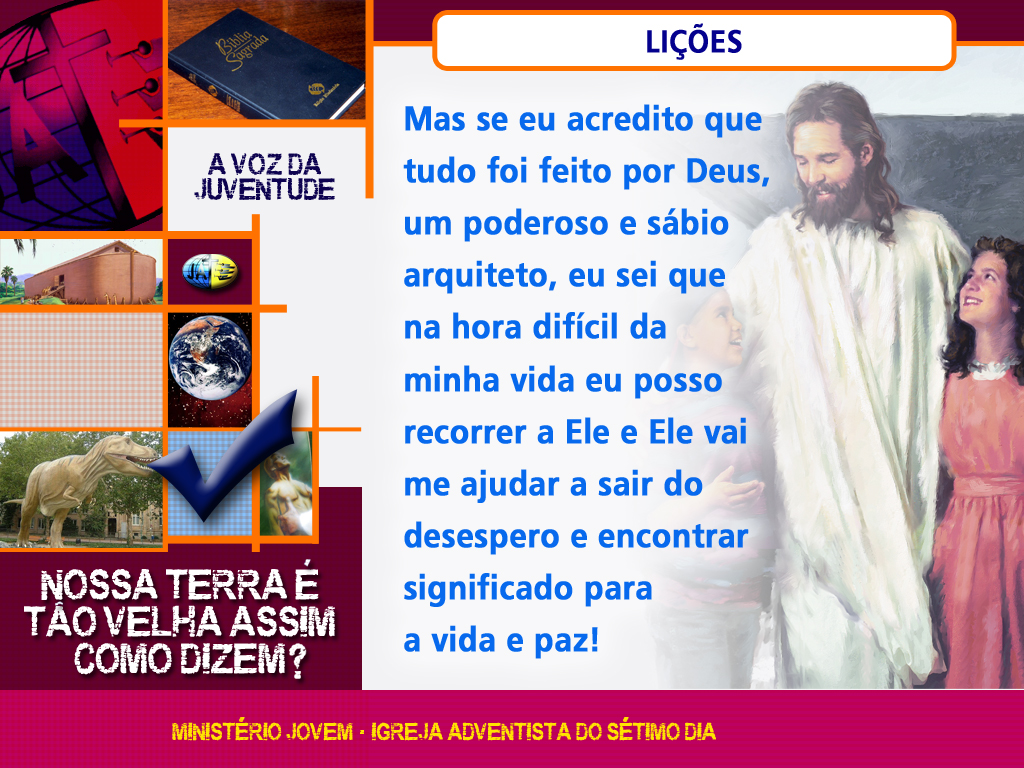 LIÇÕES
Bíblia
Sagrada
A VOZ DA
JUVENTUDE
Mas se eu acredito que
tudo foi feito por Deus,
um poderoso e sábio
arquiteto, eu sei que
na hora difícil da
minha vida eu posso
recorrer a Ele e Ele vai
me ajudar a sair do
desespero e encontrar
significado para
a vida e paz!
NOSSA TERRA É
TÃO VELHA ASSIM
COMO DIZEM?
MINISTÉRIO JOVEM - IGREJA ADVENTISTA DO SÉTIMO DIA